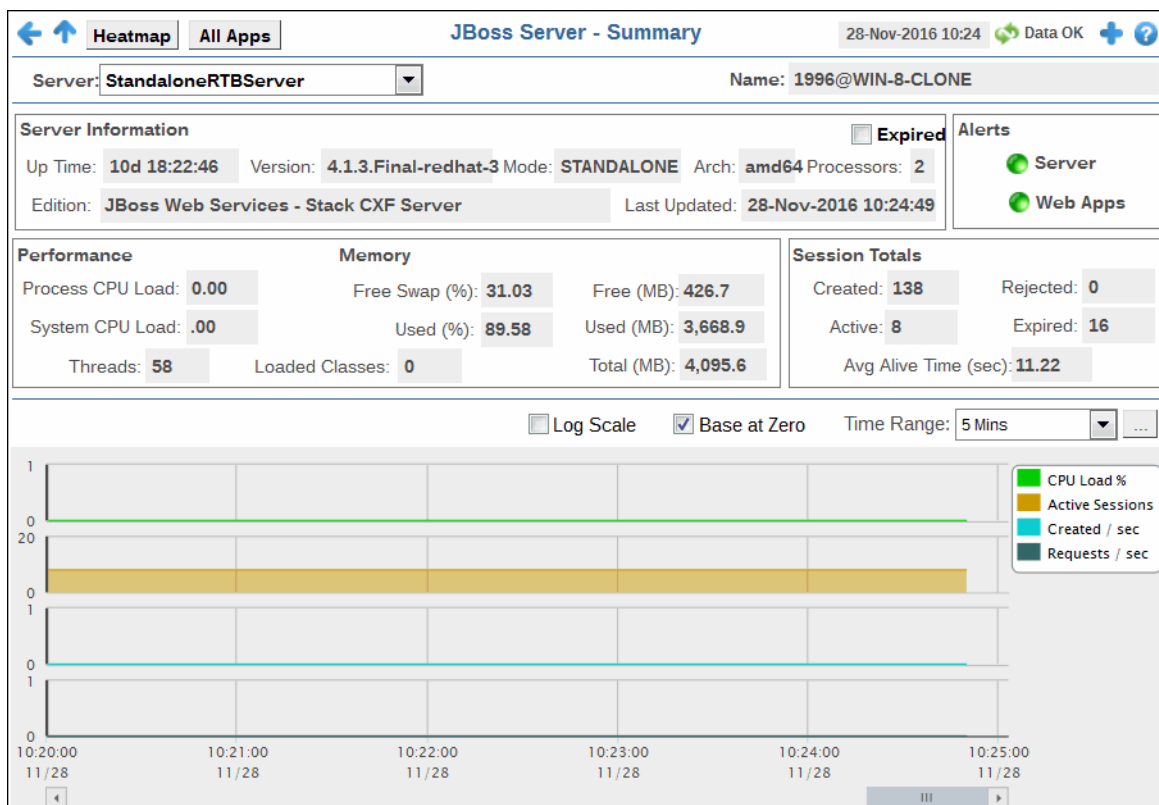 Heatmap All Apps JBoss Server - Summary 28-Nov-2016 10:24 Data OK
Server: StandaloneRTBServer Name: 1996@WIN-8-CLONE
Server Information Expired Alerts
Up Time: 10d 18:22:46 Version: 4.1.3.Final-redhat-3 Mode: STANDALONE Arch: amd64 Processors: 2 Server
Edition: JBoss Web Services - Stack CXF Server Last Updated: 28-Nov-2016 10:24:49 Web Apps
Performance Memory Session Totals
Process CPU Load: 0.00 Free Swap (%): 31.03 Free (MB): 426.7 Created: 138 Rejected: 0
System CPU Load: .00 Used (%): 89.58 Used (MB): 3,668.9 Active: 8 Expired: 16
Threads: 58 Loaded Classes: 0 Total (MB): 4,095.6 Avg Alive Time (sec): 11.22
Log Scale Base at Zero Time Range: 5 Mins ...
1
0
20
0
1
0
1
0
CPU Load %
Active Sessions
Created / sec
Requests / sec
10:20:00 10:21:00 10:22:00 10:23:00 10:24:00 10:25:00
11/28 11/28 11/28 11/28 11/28 11/28